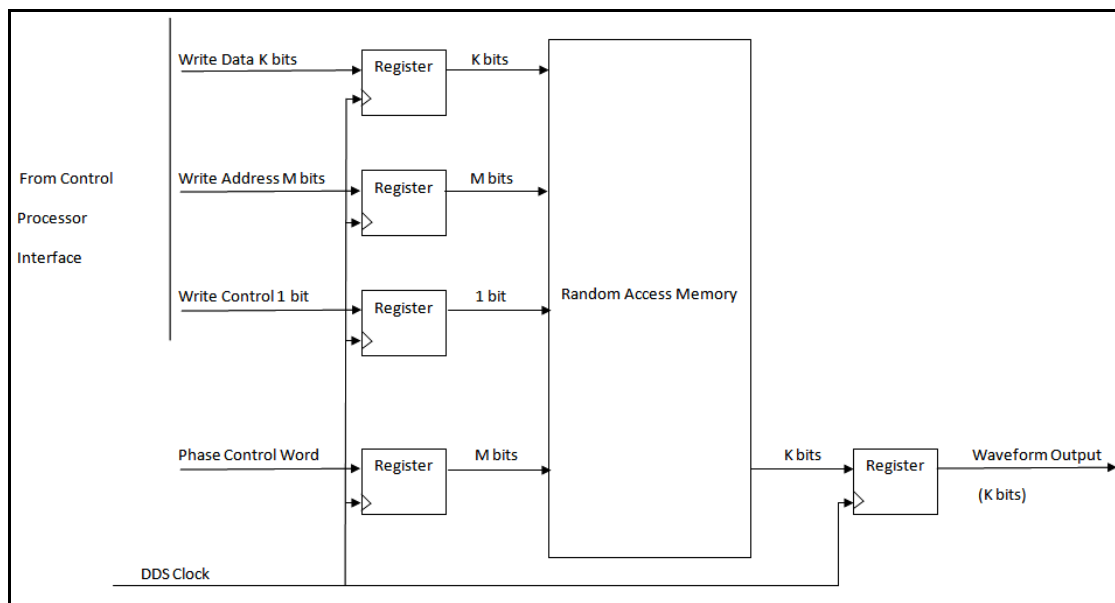 Write Data K bits
Register
K bits
From Control
Processor
Interface
Write Address M bits
Register
M bits
Write Control 1 bit
Register
1 bit
Random Access Memory
Phase Control Word
Register
M bits
K bits
Register
Waveform Output
(K bits)
DDS Clock